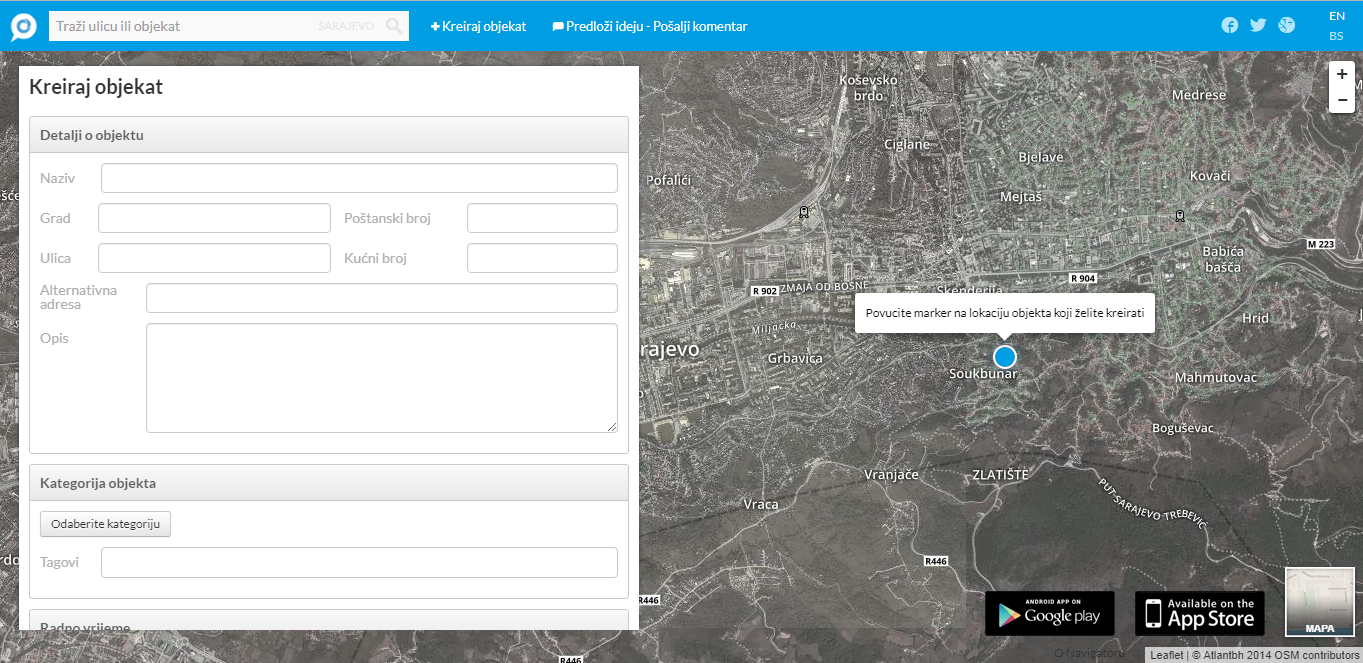 Traži ulicu ili objekat
SARAJEVO
Kreiraj objekat
Predloži ideju - Pošalji komentar
EN
BS
Kreiraj objekat
Detalji o objektu
Naziv
Grad
Poštanski broj
Ulica
Kućni broj
Alternativna
adresa
Opis
Kategorija objekta
Odaberite kategoriju
Tagovi
Radno vrijeme
+
-
Koševsko
brdo
Medrese
Ciglane
Bjelave
Pofalići
Kovači
Mejtaš
M 223
Babića
bašča
R 904
R 902
ZMAJA OD BOSNE
Skenderija
Povucite marker na lokaciju objekta koji želite kreirati
Hrid
Miljacka
rajevo
Grbavica
Soukbunar
Mahmutovac
Boguševac
Vranjače
ZLATIŠTE
PUT SARAJEVO TREBEVIĆ
Vraca
R446
R446
R446
ANDROID APP ON
Google play
Available on the
App Store
MAPA
O Navigatoru
Leaflet | © Atlantbh 2014 OSM contributors